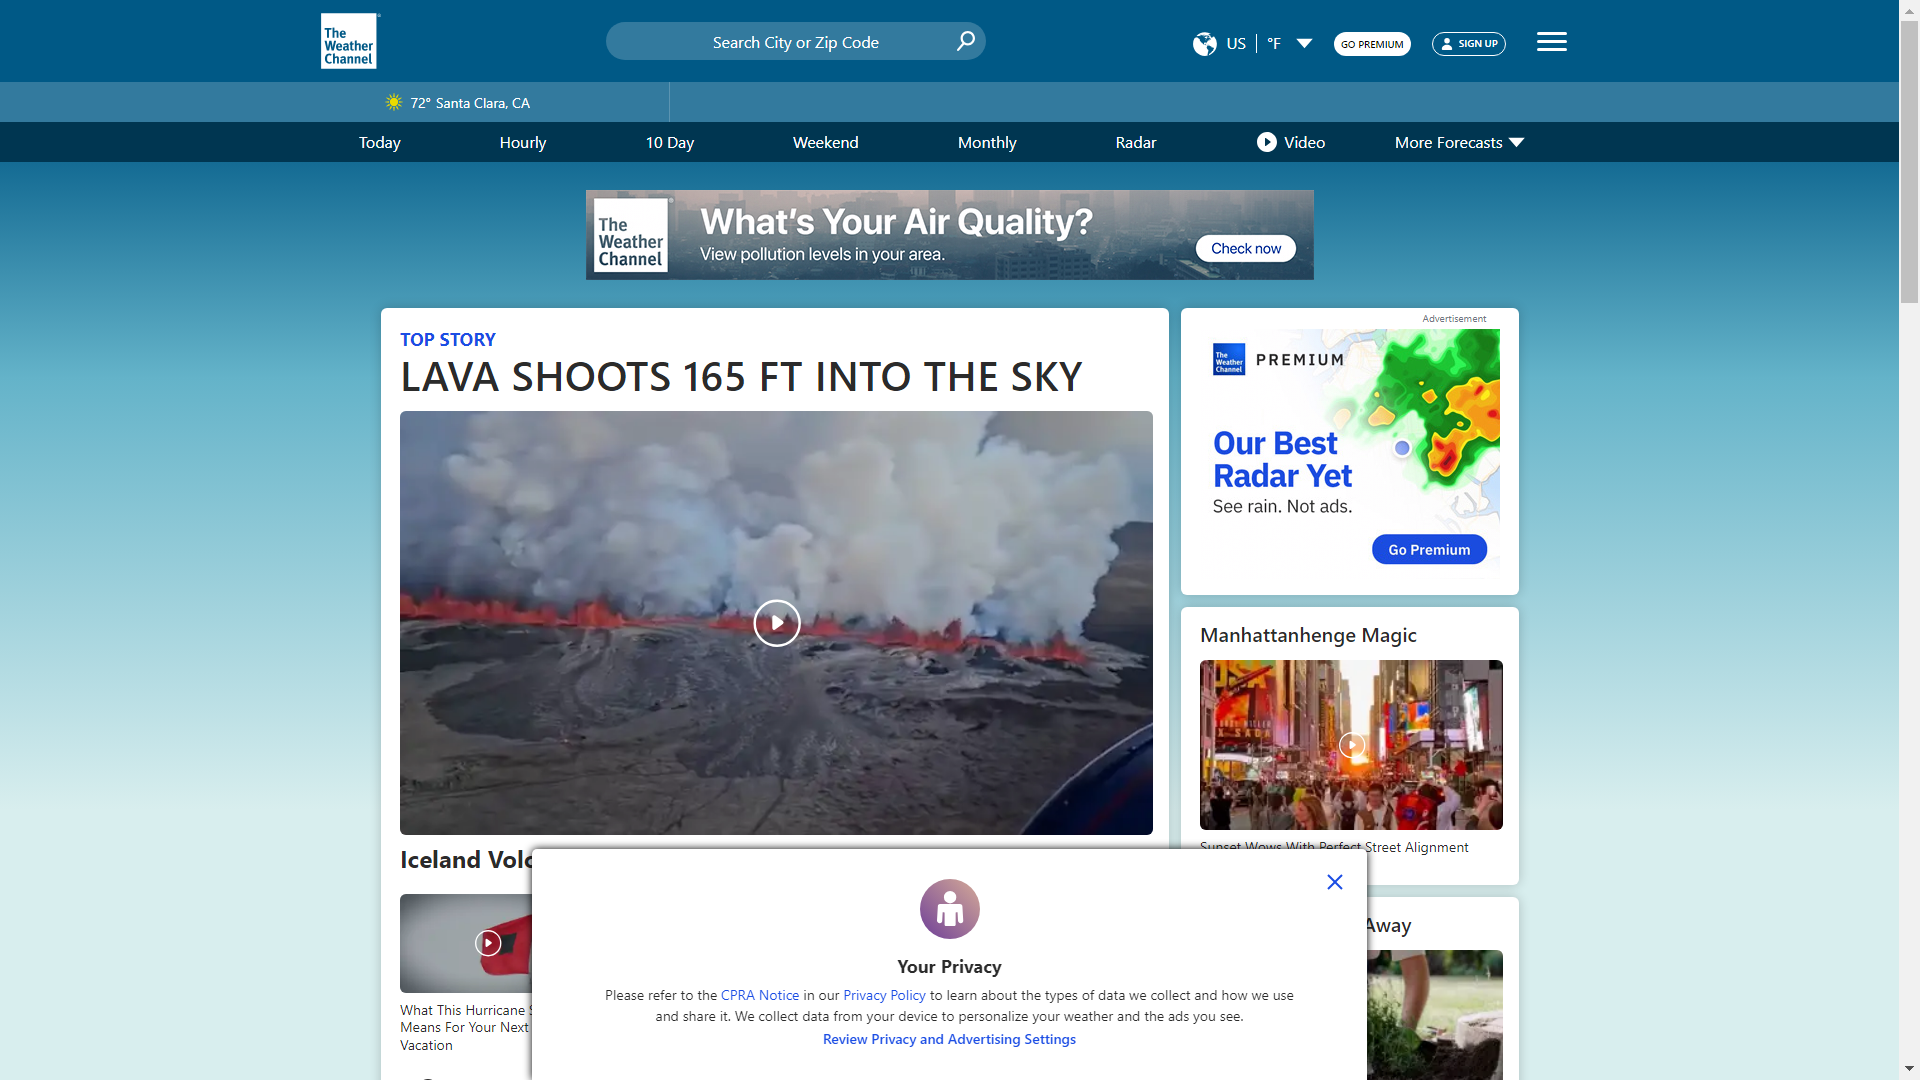 The
Weather
Channel
Search City or Zip Code
US
°F
GO PREMIUM
SIGN UP
72° Santa Clara, CA
Today
Hourly
10 Day
Weekend
Monthly
Radar
Video
More Forecasts
The
Weather
Channel
What's Your Air Quality?
View pollution levels in your area.
Check now
TOP STORY
LAVA SHOOTS 165 FT INTO THE SKY
Iceland
What This Hurricane
Means For Your Next
Vacation
Advertisement
The
Weather
Channel
PREMIUM
Our Best
Radar Yet
See rain. Not ads.
Go Premium
Manhattanhenge Magic
Sunset Wows With Perfect Street Alignment
Away
Your Privacy
Please refer to the CPRA Notice in our Privacy Policy to learn about the types of data we collect and how we use
and share it. We collect data from your device to personalize your weather and the ads you see.
Review Privacy and Advertising Settings